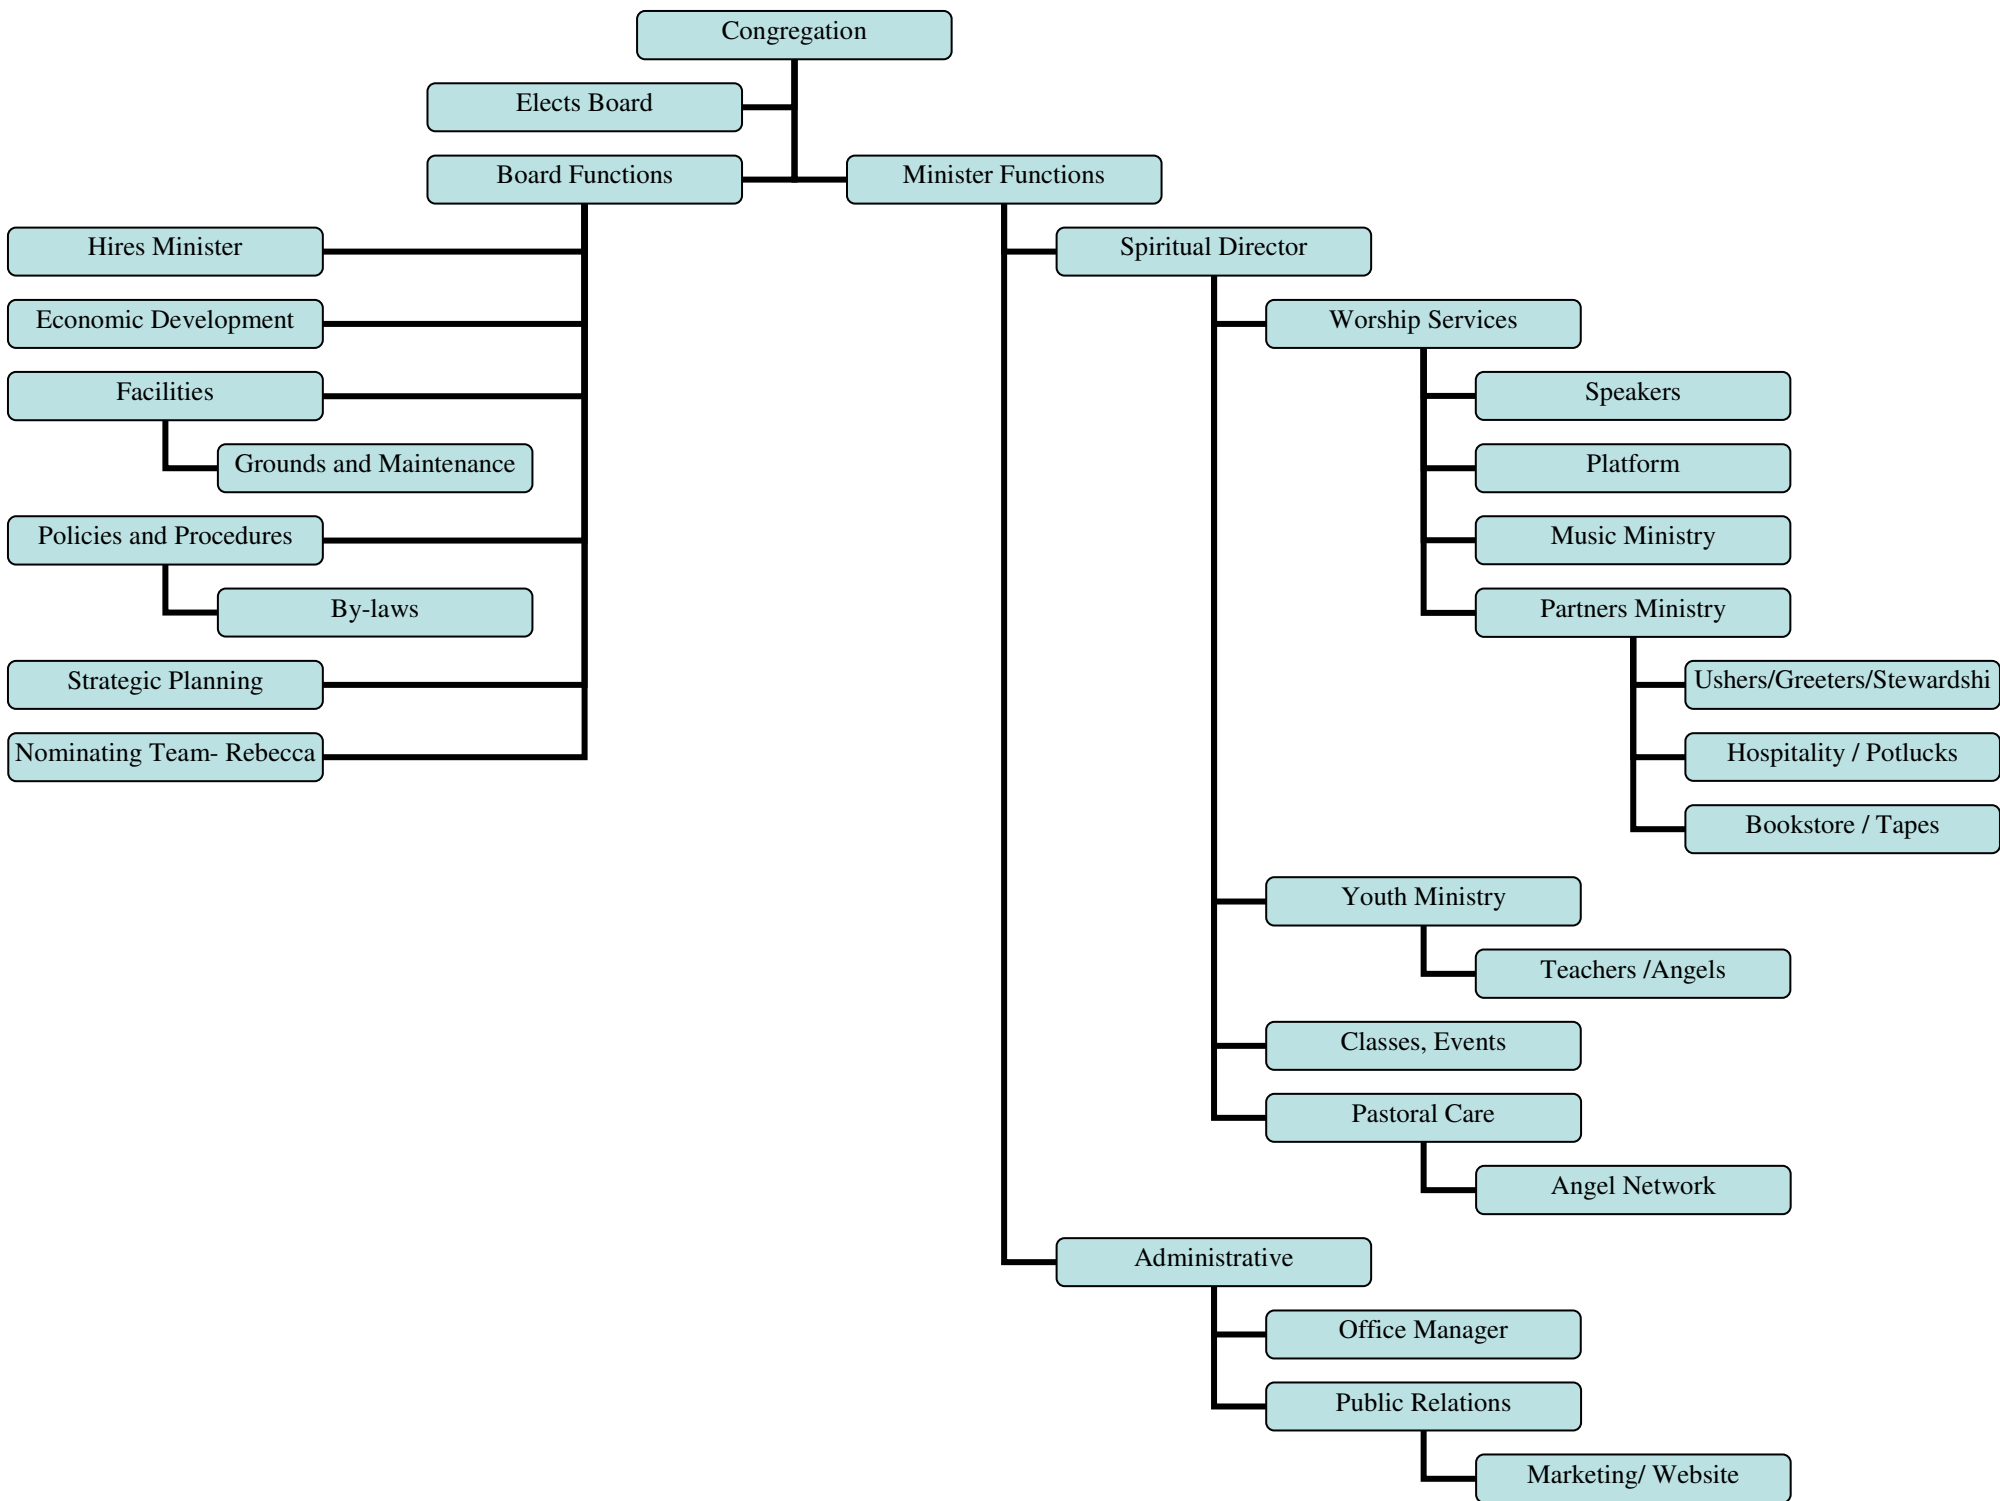 Congregation
Elects Board
Board Functions
Minister Functions
Hires Minister
Spiritual Director
Economic Development
Worship Services
Facilities
Speakers
Grounds and Maintenance
Platform
Policies and Procedures
Music Ministry
By-laws
Partners Ministry
Strategic Planning
Ushers/Greeters/Stewardshi
Nominating Team- Rebecca
Hospitality / Potlucks
Bookstore / Tapes
Youth Ministry
Teachers /Angels
Classes, Events
Pastoral Care
Angel Network
Administrative
Office Manager
Public Relations
Marketing/ Website